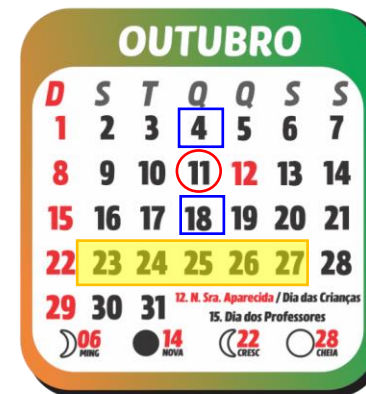 OUTUBRO
D S T Q Q S S
1 2 3 4 5 6 7
8 9 10 11 12 13 14
15 16 17 18 19 20 21
22 23 24 25 26 27 28
29 30 31 12. N. Sra. Aparecida / Dia das Crianças
15. Dia dos Professores
06 MING 14 NOVA 22 CRESC 28 CHEIA